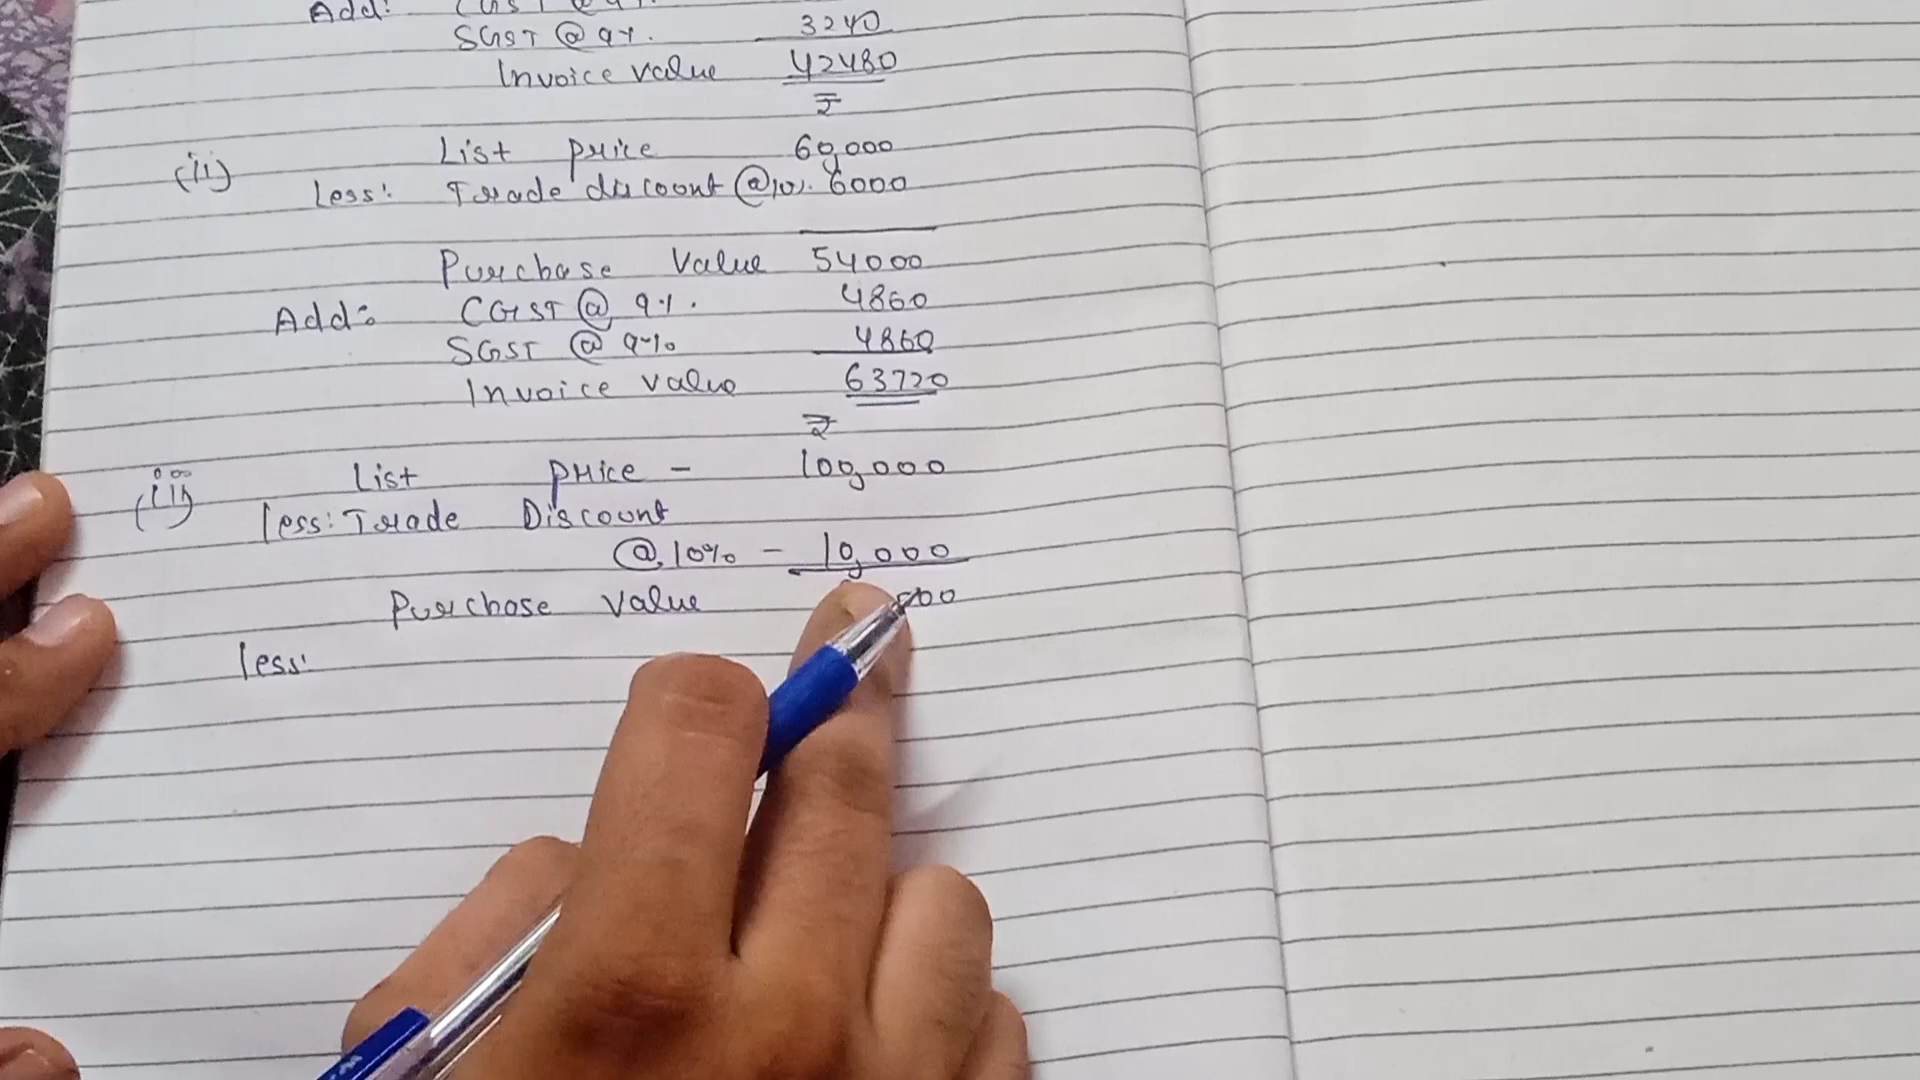 Add:
SGST @ 9%. 3240
Invoice value 42480
₹
(ii) List price 60,000
Less: Trade discount @ 10%. 6000
Purchase Value 54000
Add: CGST @ 9%. 4860
SGST @ 9% 4860
Invoice value 63720
₹
(iii) List price - 100,000
less: Trade Discount
@ 10% - 10,000
Purchase value
less: